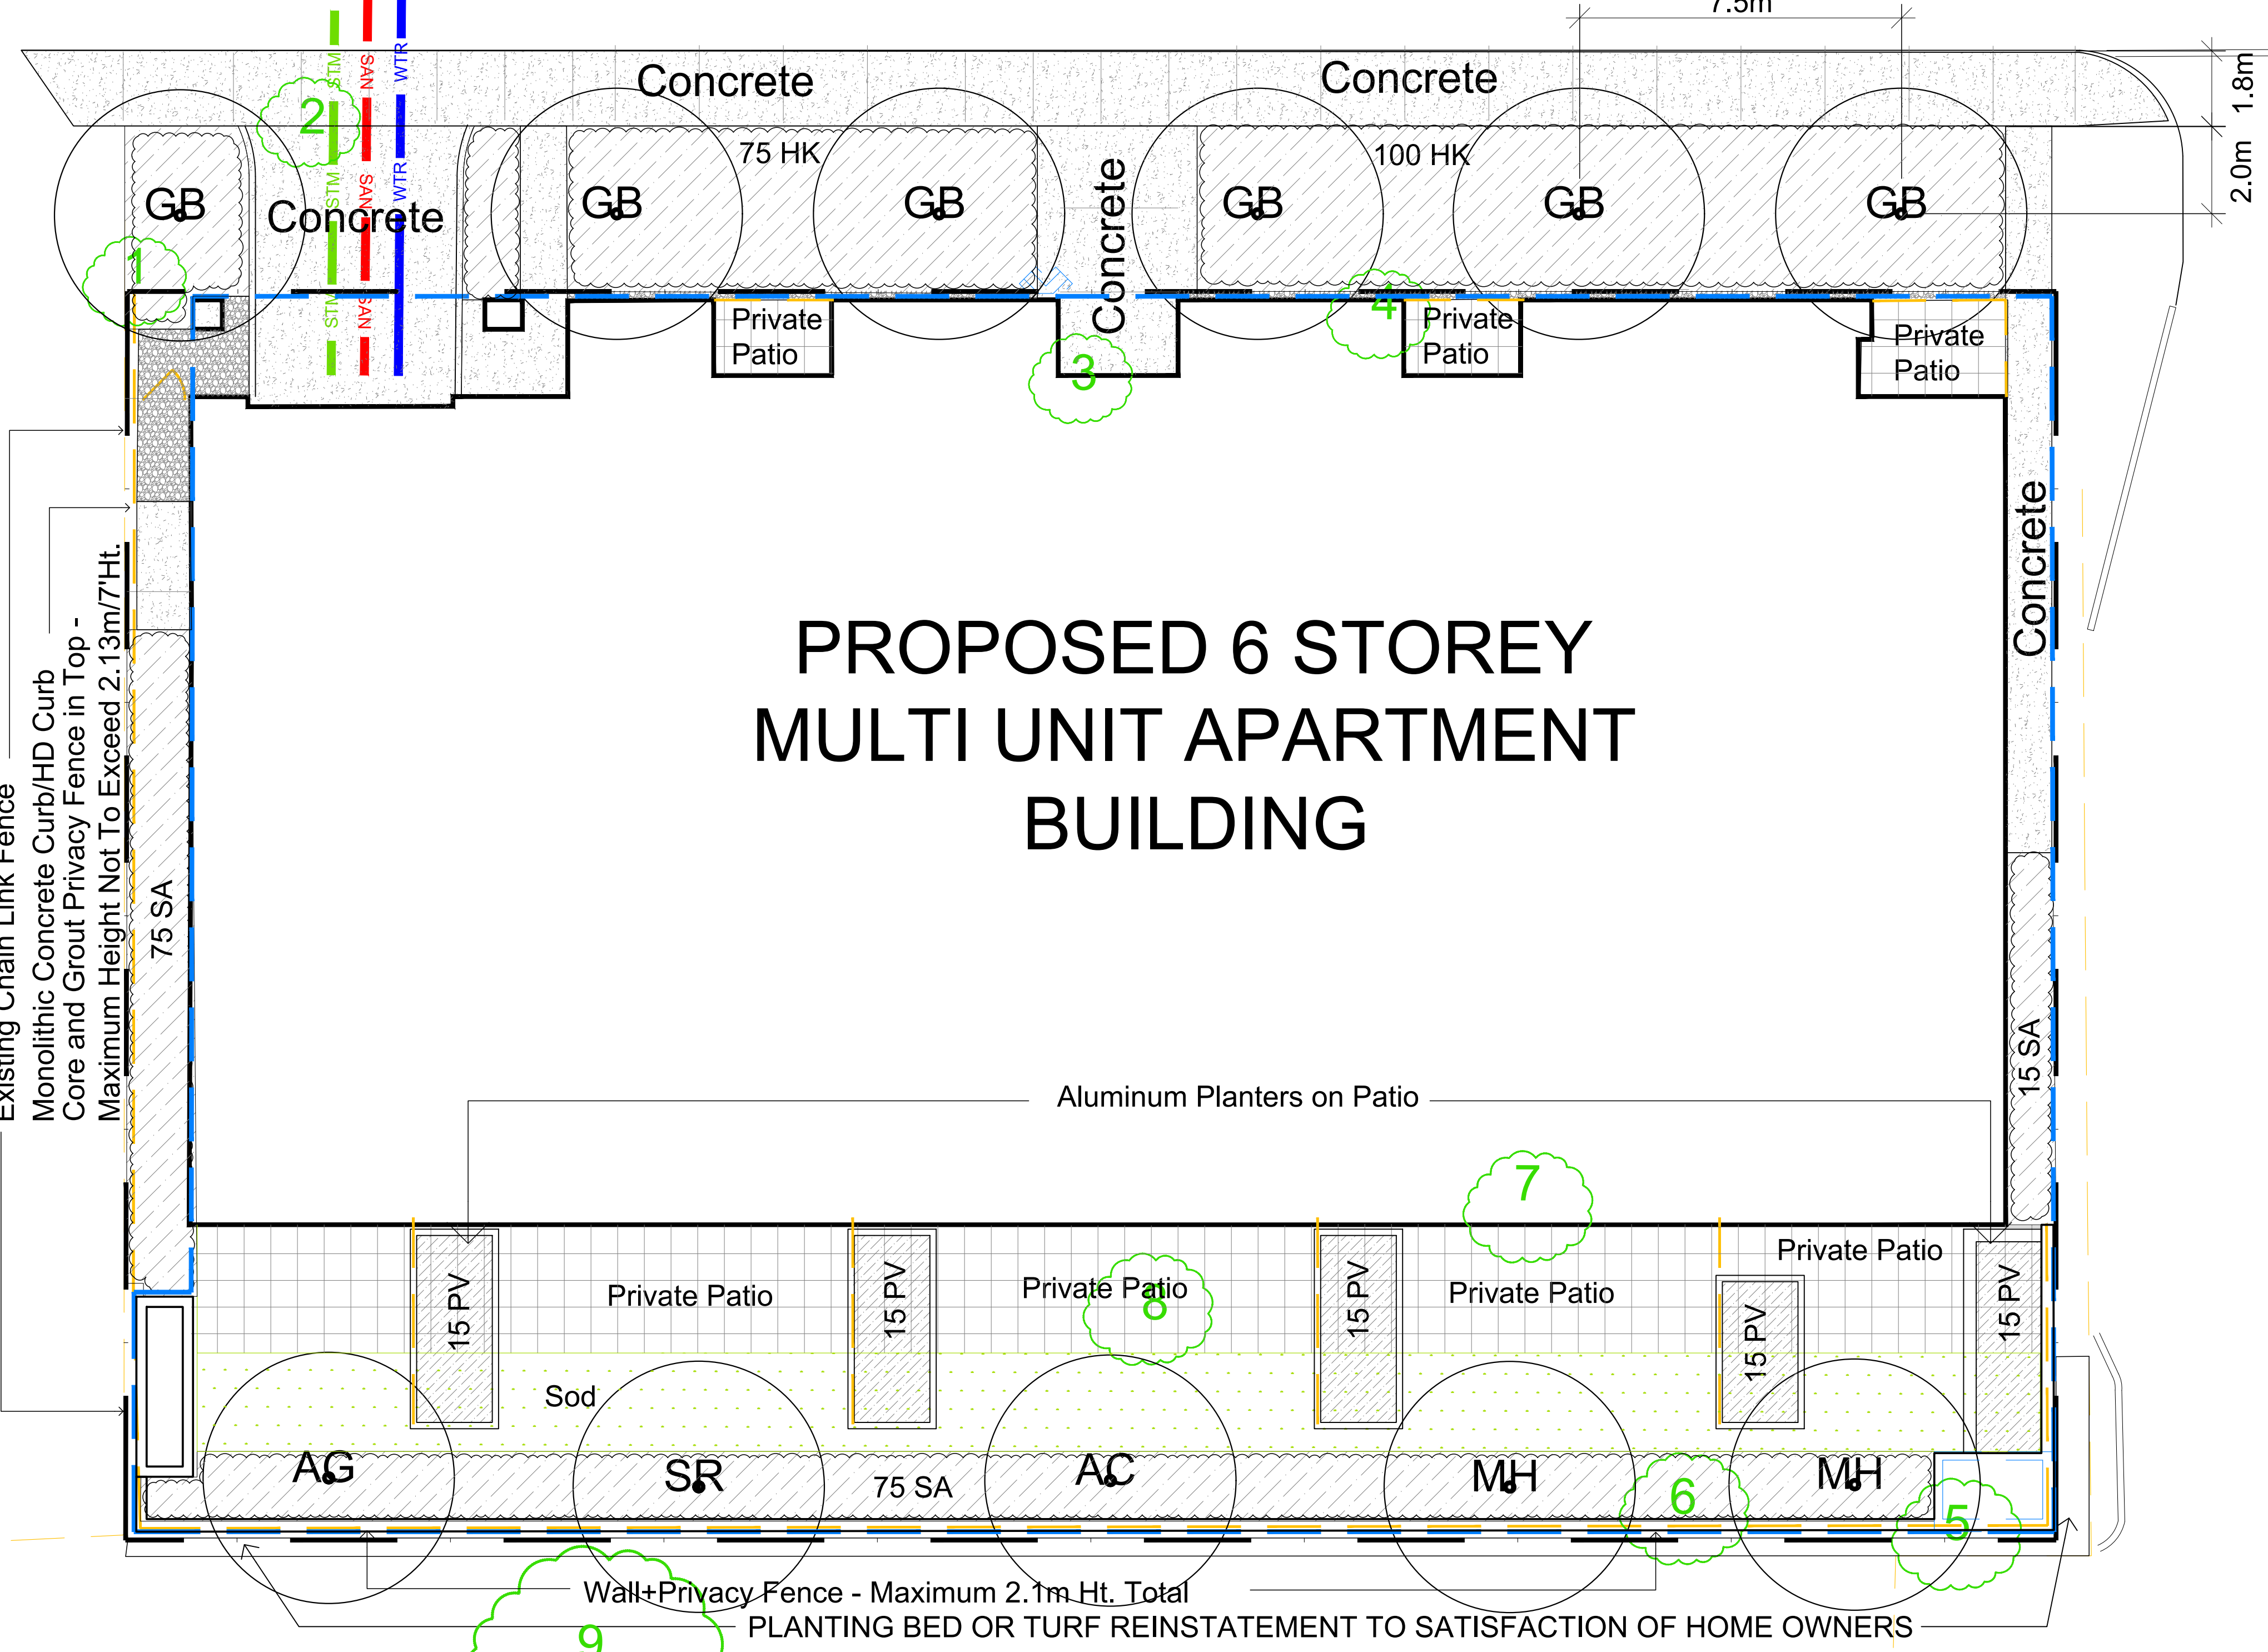 7.5m
1.8m
2.0m
STM
SAN
WTR
Concrete
Concrete
2
75 HK
100 HK
STM
SAN
WTR
GB
GB
GB
GB
GB
GB
Concrete
Concrete
1
STM
SAN
4
Private
Patio
Private
Patio
Private
Patio
3
Concrete
Existing Chain Link Fence
Monolithic Concrete Curb/HD Curb
Core and Grout Privacy Fence in Top -
Maximum Height Not To Exceed 2.13m/7'Ht.
PROPOSED 6 STOREY
MULTI UNIT APARTMENT
BUILDING
75 SA
15 SA
Aluminum Planters on Patio
7
Private Patio
Private Patio
Private Patio
Private Patio
8
15 PV
15 PV
15 PV
15 PV
15 PV
Sod
AG
SR
75 SA
AC
MH
MH
6
5
Wall+Privacy Fence - Maximum 2.1m Ht. Total
PLANTING BED OR TURF REINSTATEMENT TO SATISFACTION OF HOME OWNERS
9